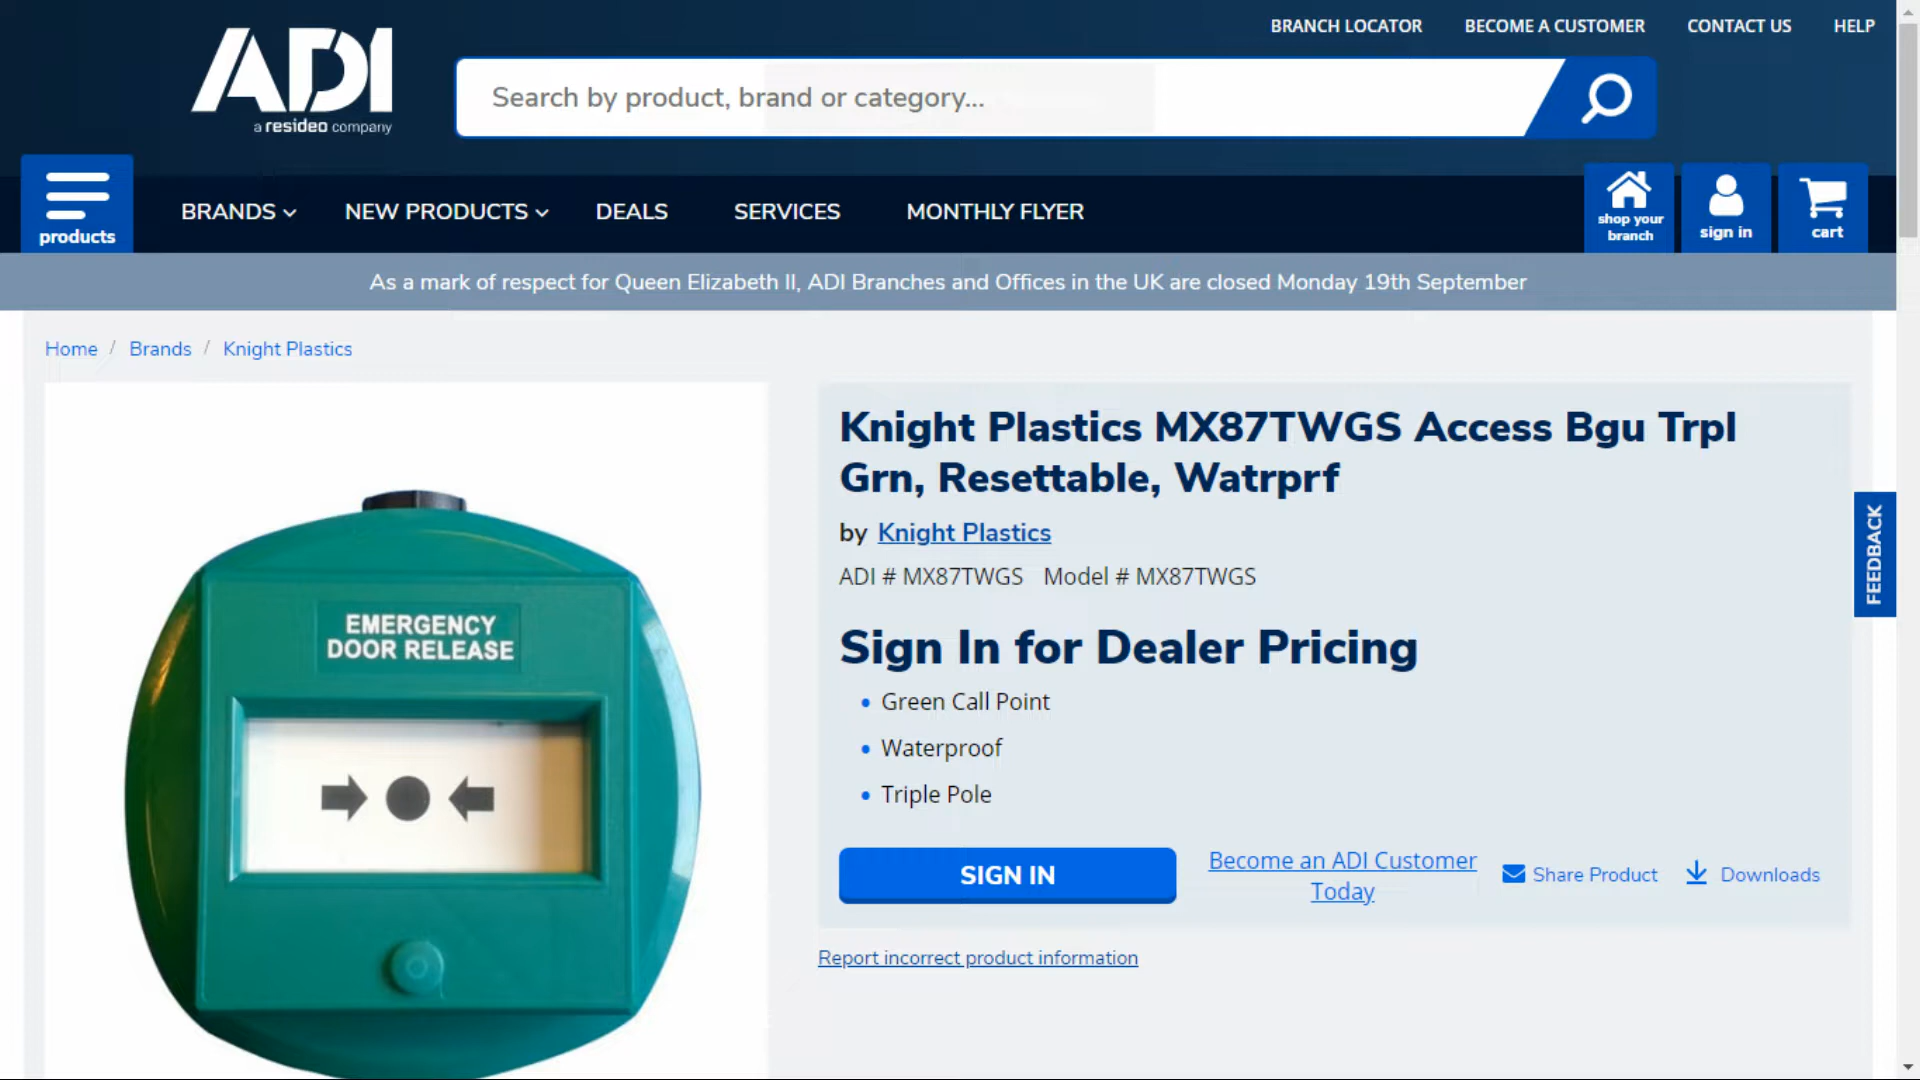 BRANCH LOCATOR BECOME A CUSTOMER CONTACT US HELP
ADI
a resideo company
Search by product, brand or category...
products
BRANDS NEW PRODUCTS DEALS SERVICES MONTHLY FLYER
shop your
branch
sign in
cart
As a mark of respect for Queen Elizabeth II, ADI Branches and Offices in the UK are closed Monday 19th September
Home / Brands / Knight Plastics
EMERGENCY
DOOR RELEASE
Knight Plastics MX87TWGS Access Bgu Trpl
Grn, Resettable, Watrprf
by Knight Plastics
ADI # MX87TWGS Model # MX87TWGS
Sign In for Dealer Pricing
• Green Call Point
• Waterproof
• Triple Pole
SIGN IN
Become an ADI Customer
Today
Share Product
Downloads
Report incorrect product information
FEEDBACK